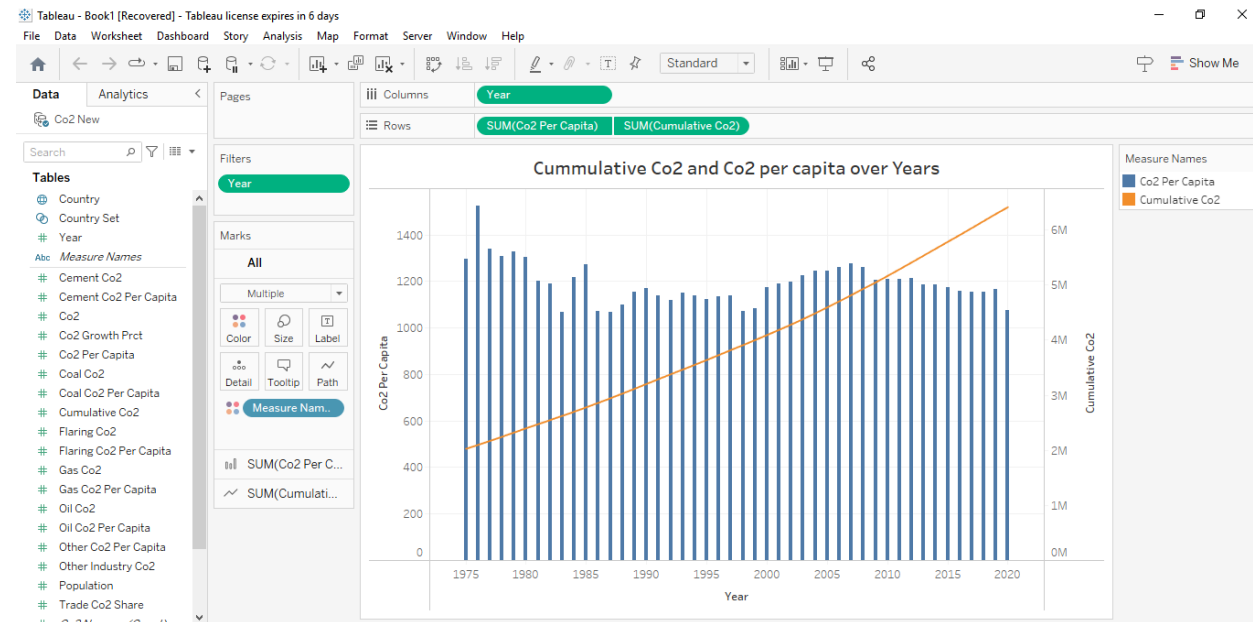 Tableau - Book1 [Recovered] - Tableau license expires in 6 days
File Data Worksheet Dashboard Story Analysis Map Format Server Window Help
Standard
Show Me
Data Analytics
Co2 New
Search
Tables
Country
Country Set
Year
Abc Measure Names
Cement Co2
Cement Co2 Per Capita
Co2
Co2 Growth Prct
Co2 Per Capita
Coal Co2
Coal Co2 Per Capita
Cumulative Co2
Flaring Co2
Flaring Co2 Per Capita
Gas Co2
Gas Co2 Per Capita
Oil Co2
Oil Co2 Per Capita
Other Co2 Per Capita
Other Industry Co2
Population
Trade Co2 Share
Pages
Filters
Year
Marks
All
Multiple
Color Size Label
Detail Tooltip Path
Measure Nam..
SUM(Co2 Per C...
SUM(Cumulati...
Columns Year
Rows SUM(Co2 Per Capita) SUM(Cumulative Co2)
Cummulative Co2 and Co2 per capita over Years
Co2 Per Capita
1400
1200
1000
800
600
400
200
0
1975 1980 1985 1990 1995 2000 2005 2010 2015 2020
Year
6M
5M
4M
3M
2M
1M
0M
Cumulative Co2
Measure Names
Co2 Per Capita
Cumulative Co2